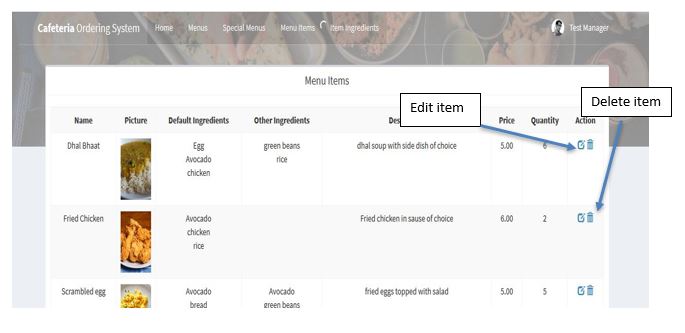 Cafeteria Ordering System Home Menus Special Menus Menu Items Item Ingredients Test Manager
Menu Items
Edit item
Delete item
Name Picture Default Ingredients Other Ingredients Des Price Quantity Action
Dhal Bhaat Egg green beans dhal soup with side dish of choice 5.00 6
Avocado rice
chicken
Fried Chicken Avocado Fried chicken in sause of choice 6.00 2
chicken
rice
Scrambled egg Avocado Avocado fried eggs topped with salad 5.00 5
bread green beans